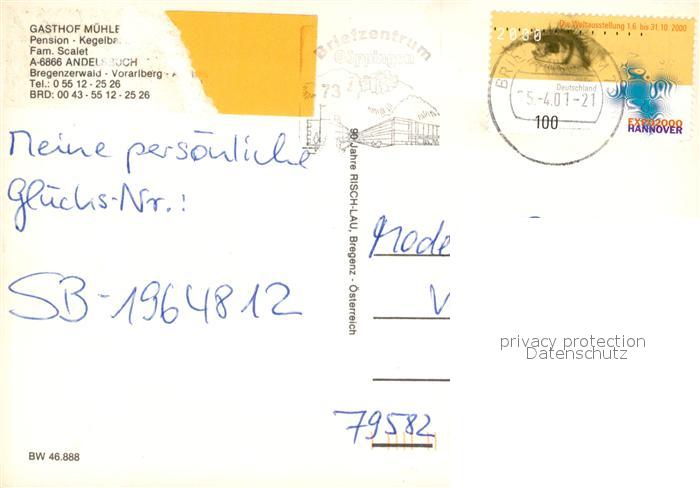 GASTHOF MÜHLE
Pension - Kegelba
Fam. Scalet
A-6866 ANDELSBUCH
Bregenzerwald - Vorarlberg - A
Tel.: 0 55 12 - 25 26
BRD: 00 43 - 55 12 - 25 26
Briefzentrum
Göppingen
73
Die Weltausstellung 1.6. bis 31.10. 2000
2000
Deutschland
-5.-4.01-21
100
EXPO2000
HANNOVER
Meine persönliche
Glücks-Nr.:
SB-1964812
90 Jahre RISCH-LAU, Bregenz - Österreich
Mode
V
privacy protection
Datenschutz
79582
BW 46.888